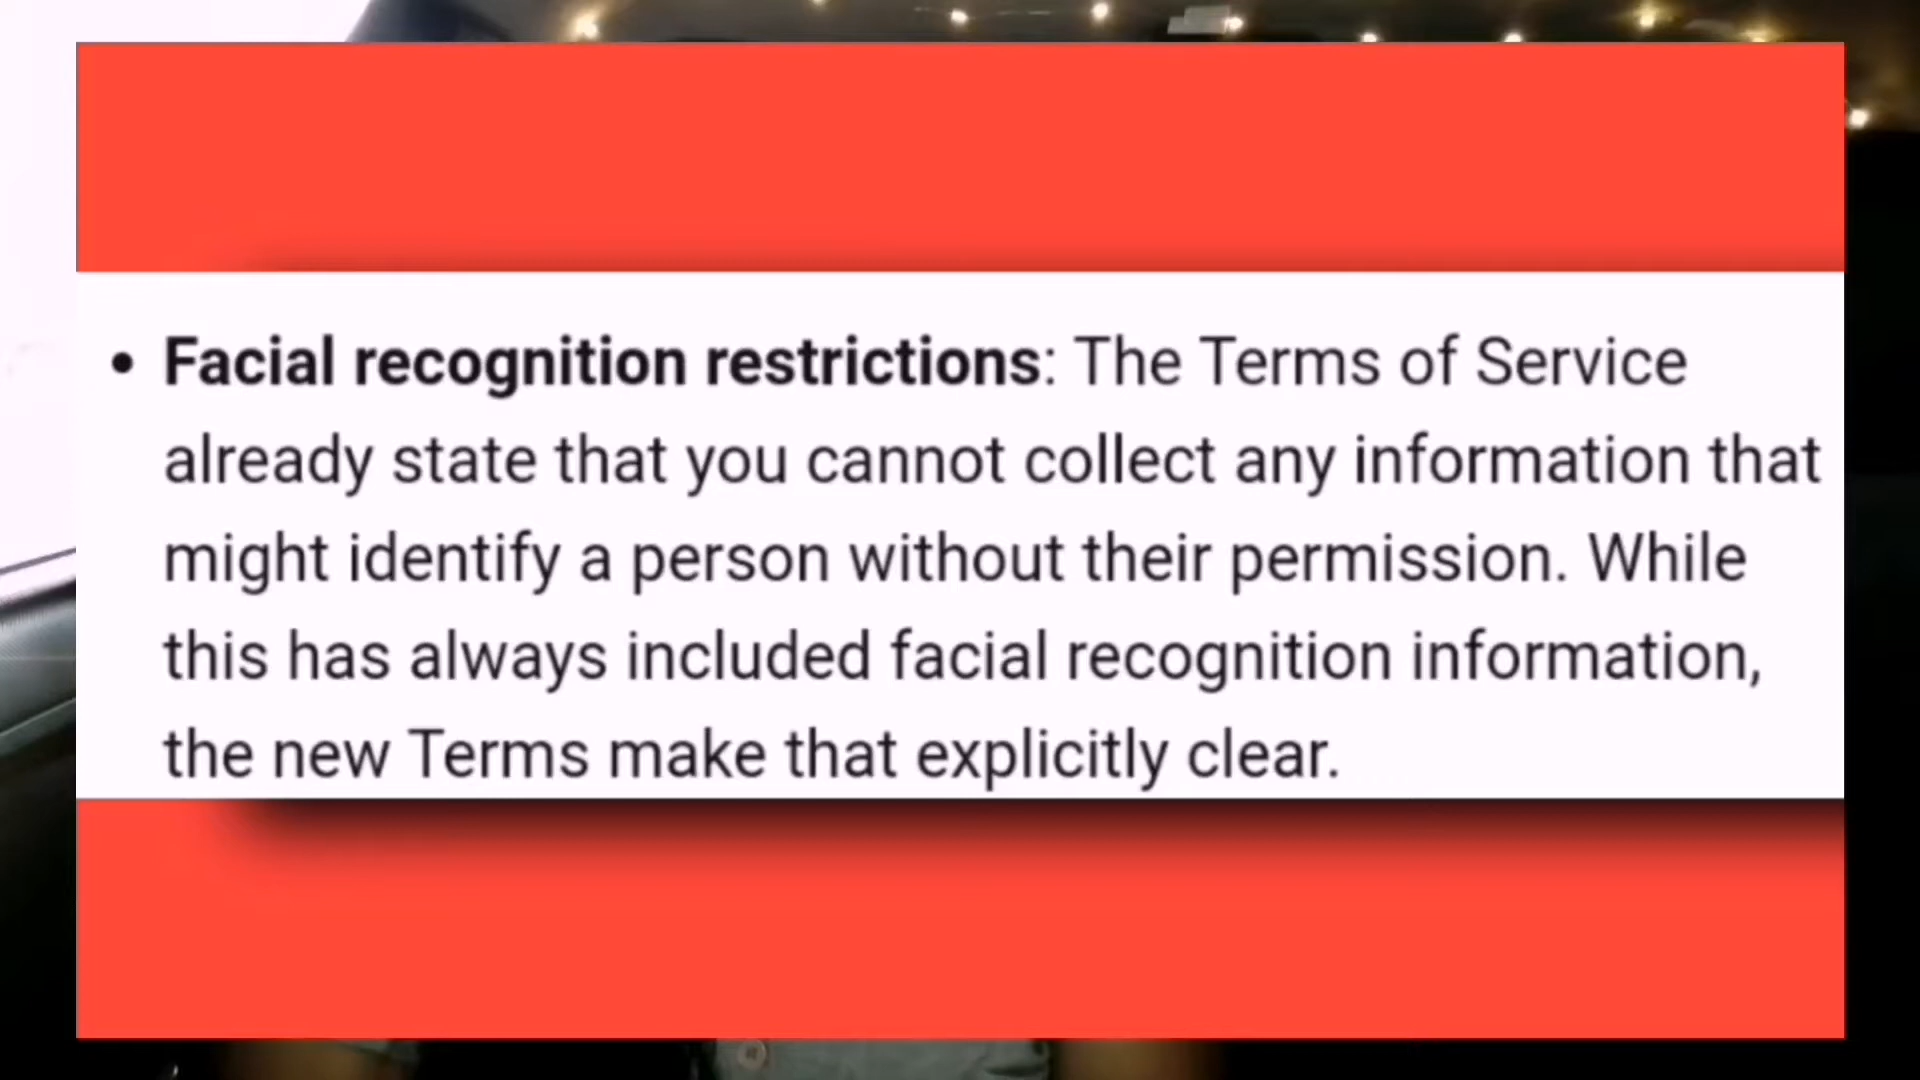 • Facial recognition restrictions: The Terms of Service
already state that you cannot collect any information that
might identify a person without their permission. While
this has always included facial recognition information,
the new Terms make that explicitly clear.